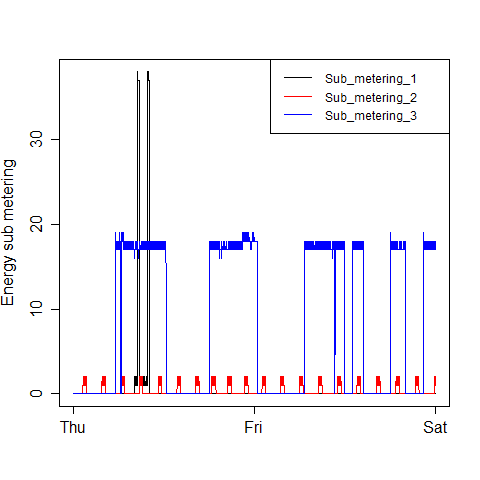 Sub_metering_1
Sub_metering_2
Sub_metering_3
Energy sub metering
30
20
10
0
Thu Fri Sat